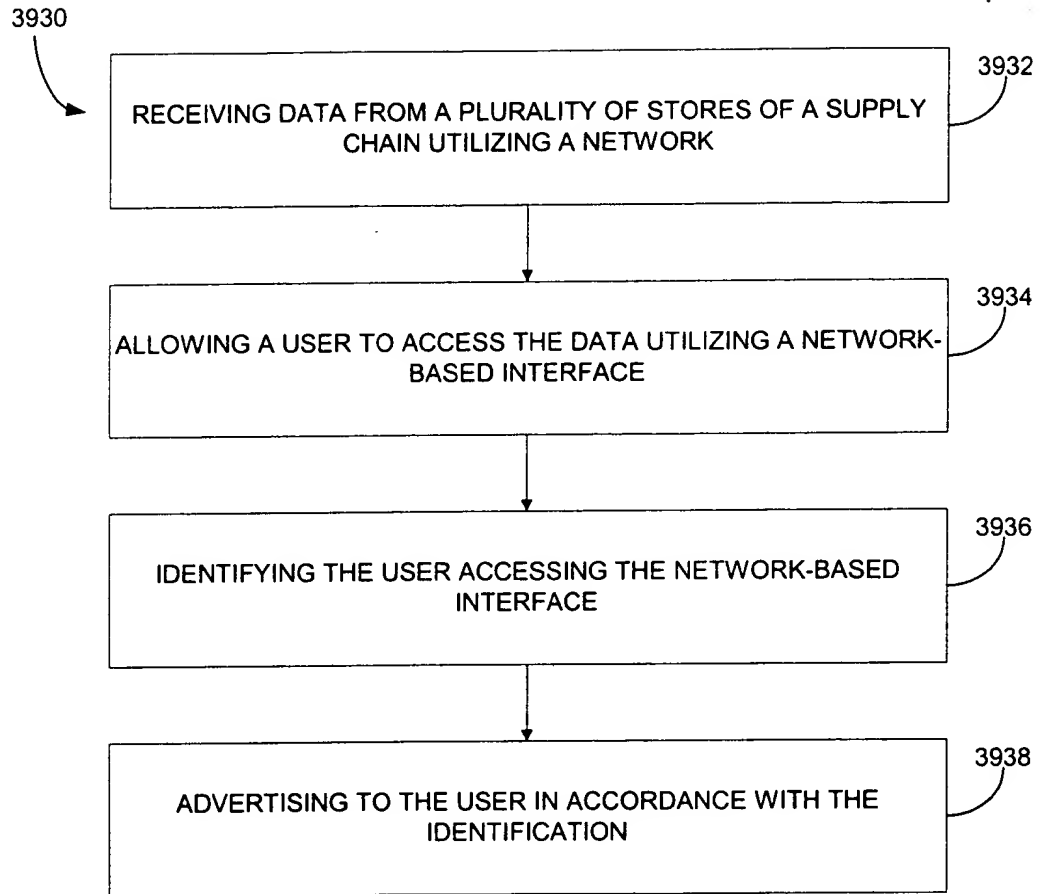 3930
3932
RECEIVING DATA FROM A PLURALITY OF STORES OF A SUPPLY
CHAIN UTILIZING A NETWORK
3934
ALLOWING A USER TO ACCESS THE DATA UTILIZING A NETWORK-
BASED INTERFACE
3936
IDENTIFYING THE USER ACCESSING THE NETWORK-BASED
INTERFACE
3938
ADVERTISING TO THE USER IN ACCORDANCE WITH THE
IDENTIFICATION